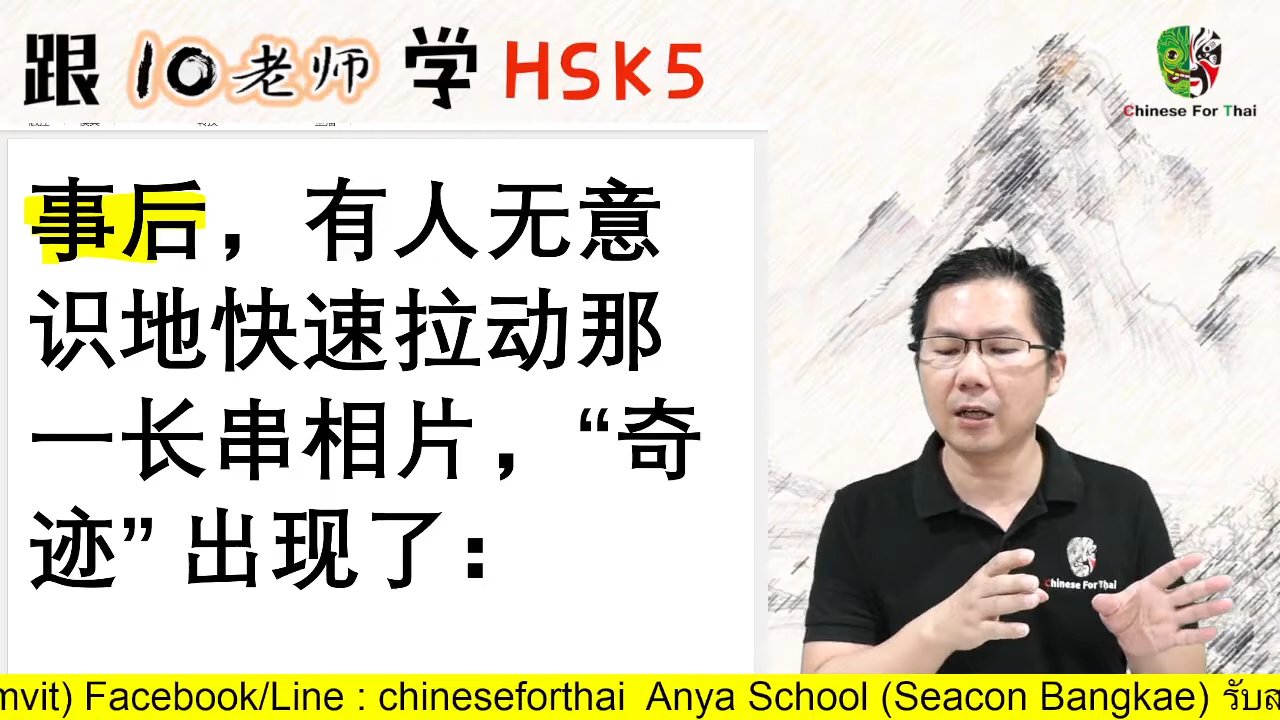 跟10老师学HSK5
Chinese For Thai
事后，有人无意
识地快速拉动那
一长串相片，“奇
迹”出现了：
Chinese For Thai
mvit) Facebook/Line : chineseforthai Anya School (Seacon Bangkae) รับส